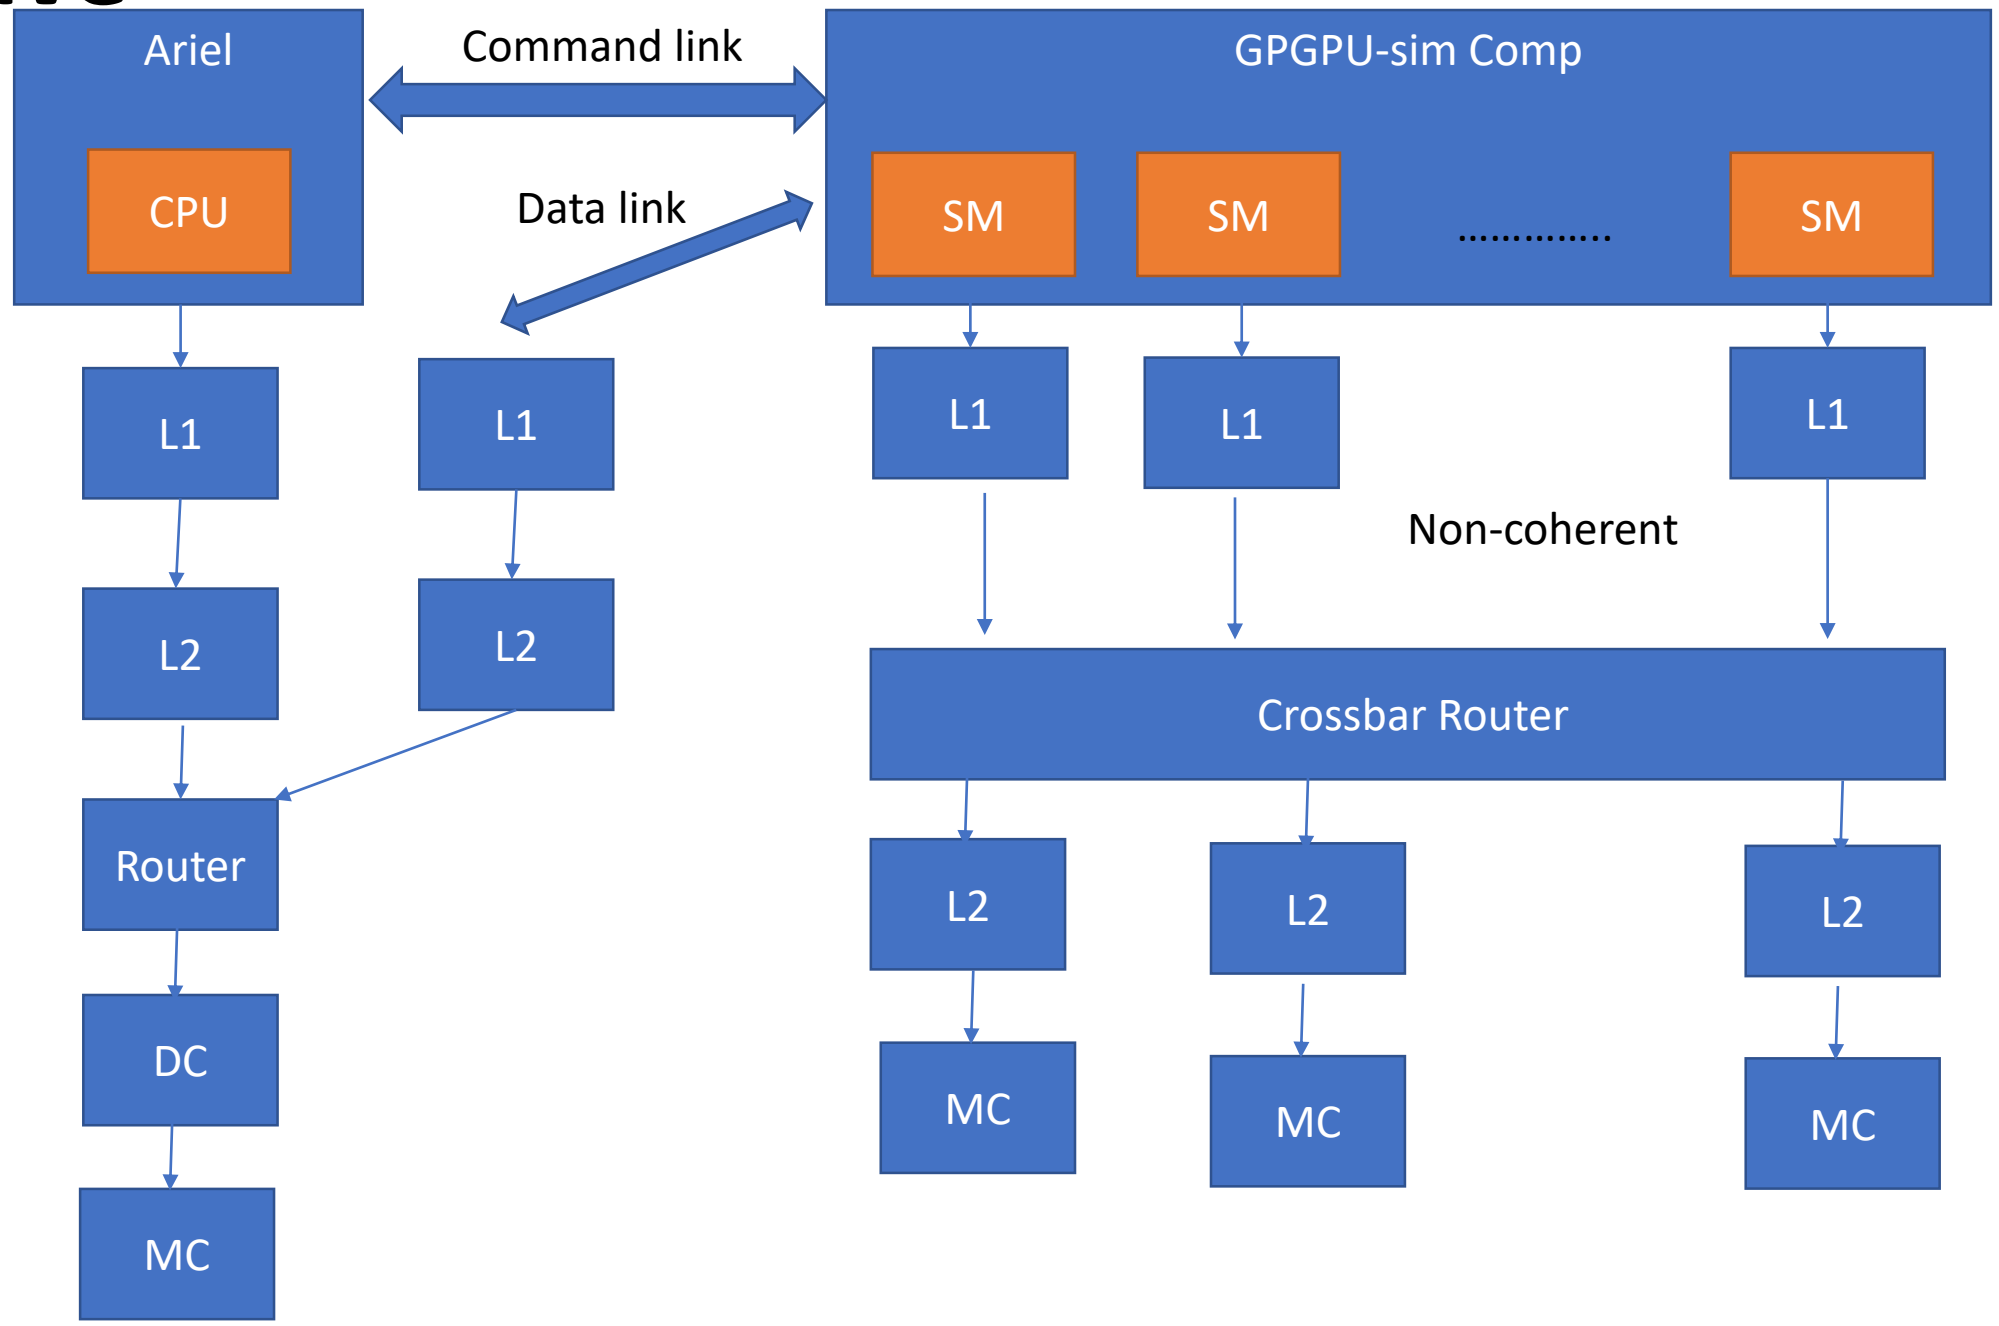 Ariel
Command link
GPGPU-sim Comp
CPU
Data link
SM
SM
…………..
SM
L1
L1
L1
L1
L1
Non-coherent
L2
L2
Crossbar Router
Router
L2
L2
L2
DC
MC
MC
MC
MC